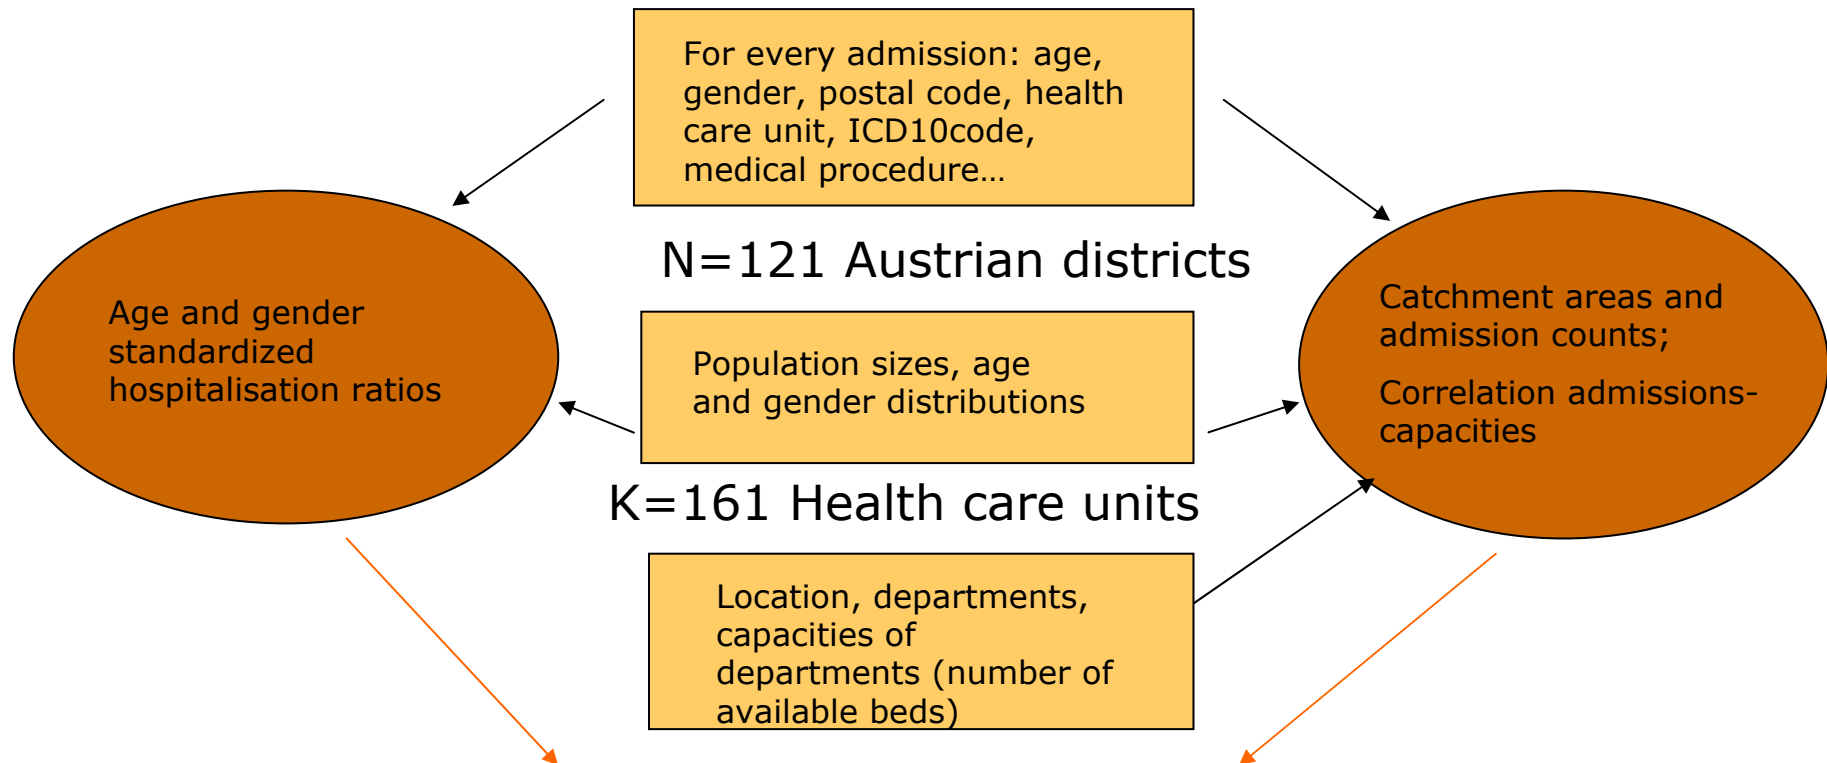 For every admission: age,
gender, postal code, health
care unit, ICD10code,
medical procedure…
N=121 Austrian districts
Age and gender
standardized
hospitalisation ratios
Population sizes, age
and gender distributions
Catchment areas and
admission counts;
Correlation admissions-
capacities
K=161 Health care units
Location, departments,
capacities of
departments (number of
available beds)